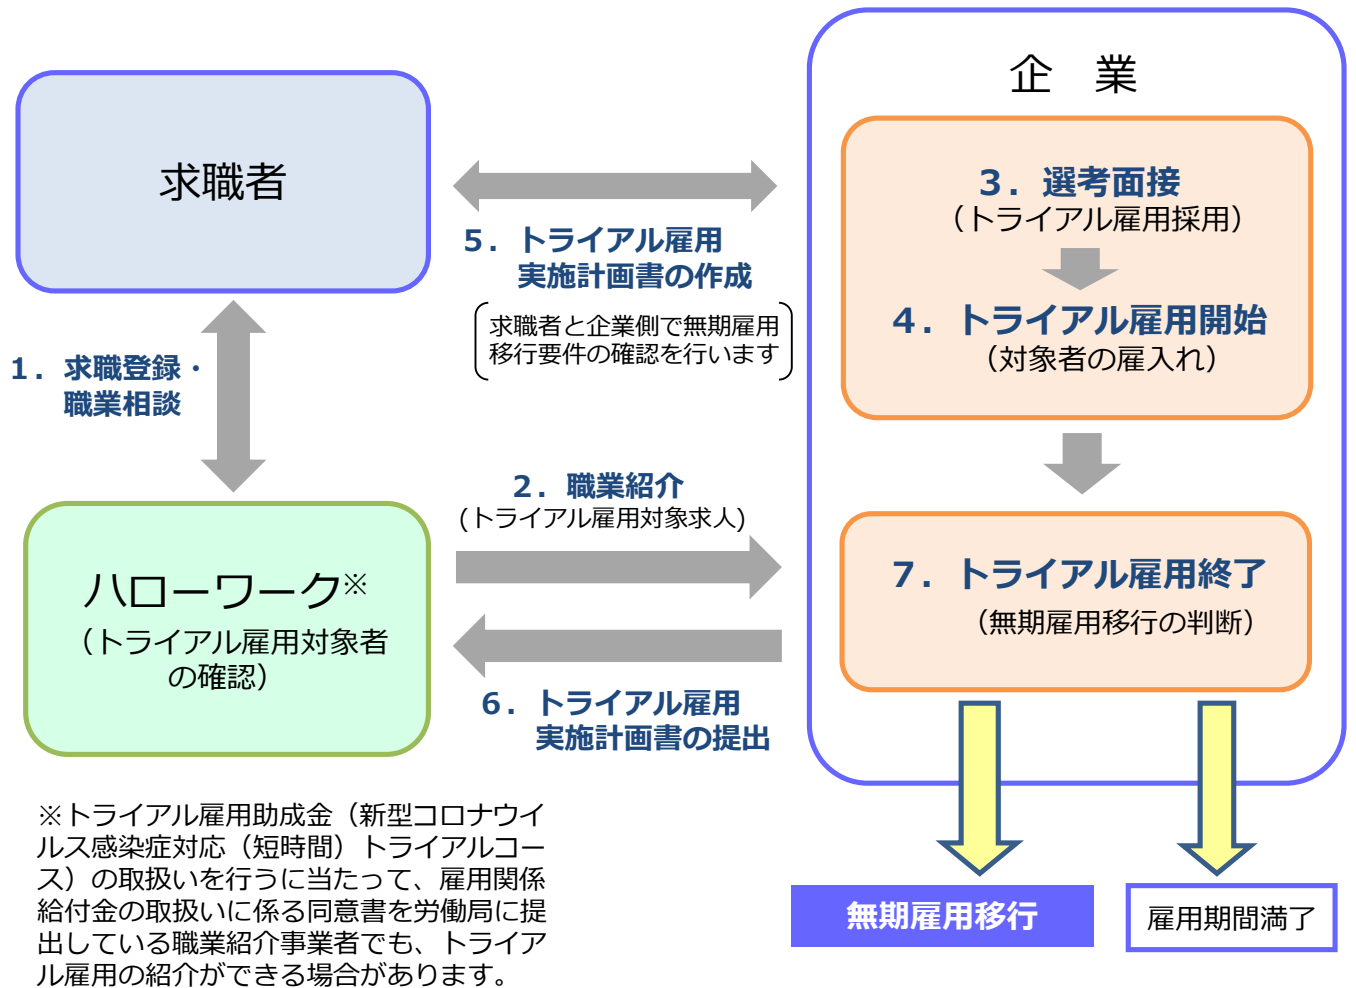 企　業
求職者
３．選考面接
（トライアル雇用採用）
４．トライアル雇用開始
（対象者の雇入れ）
５．トライアル雇用
実施計画書の作成
求職者と企業側で無期雇用
移行要件の確認を行います
１．求職登録・
職業相談
２．職業紹介
(トライアル雇用対象求人)
ハローワーク※
（トライアル雇用対象者
の確認）
６．トライアル雇用
実施計画書の提出
７．トライアル雇用終了
（無期雇用移行の判断）
無期雇用移行
雇用期間満了
※トライアル雇用助成金（新型コロナウイ
ルス感染症対応（短時間）トライアルコー
ス）の取扱いを行うに当たって、雇用関係
給付金の取扱いに係る同意書を労働局に提
出している職業紹介事業者でも、トライア
ル雇用の紹介ができる場合があります。